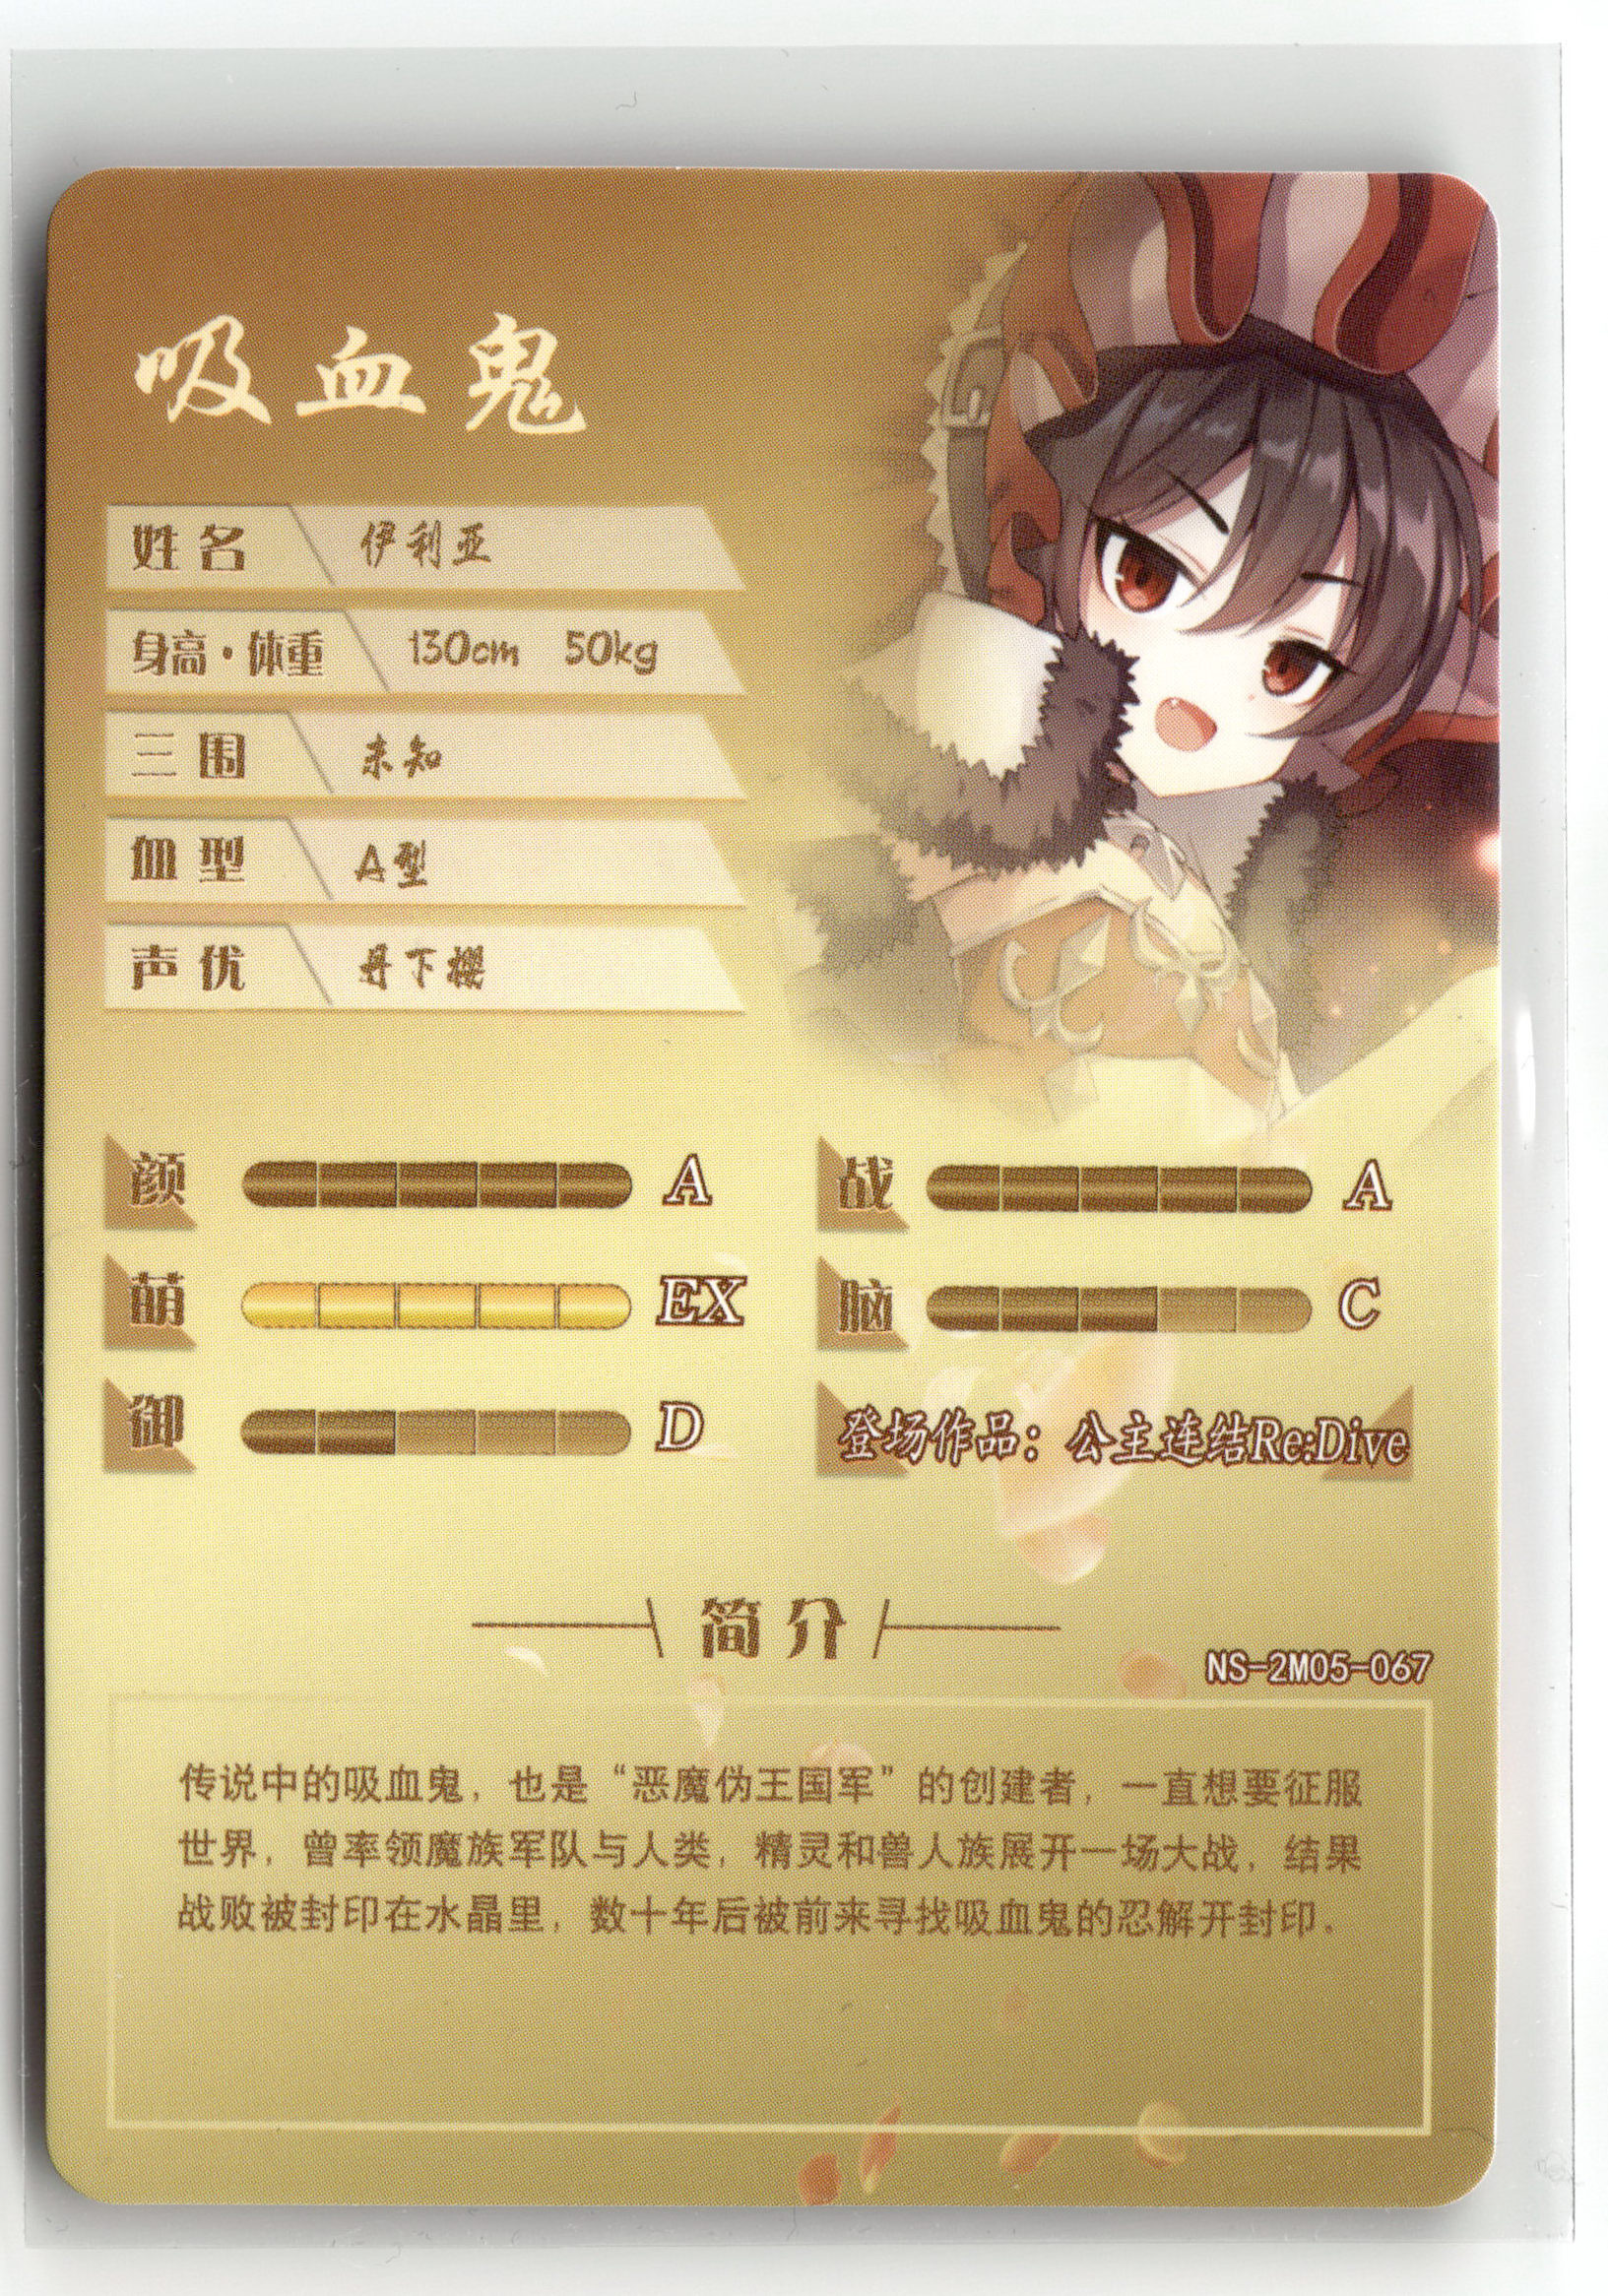 吸血鬼
姓名 伊利亚
身高·体重 130cm 50kg
三围 未知
血型 A型
声优 丹下樱
颜 A
战 A
萌 EX
脑 C
御 D
登场作品：公主连结Re:Dive
简介
NS-2M05-067
传说中的吸血鬼，也是“恶魔伪王国军”的创建者，一直想要征服
世界，曾率领魔族军队与人类，精灵和兽人族展开一场大战，结果
战败被封印在水晶里，数十年后被前来寻找吸血鬼的忍解开封印。